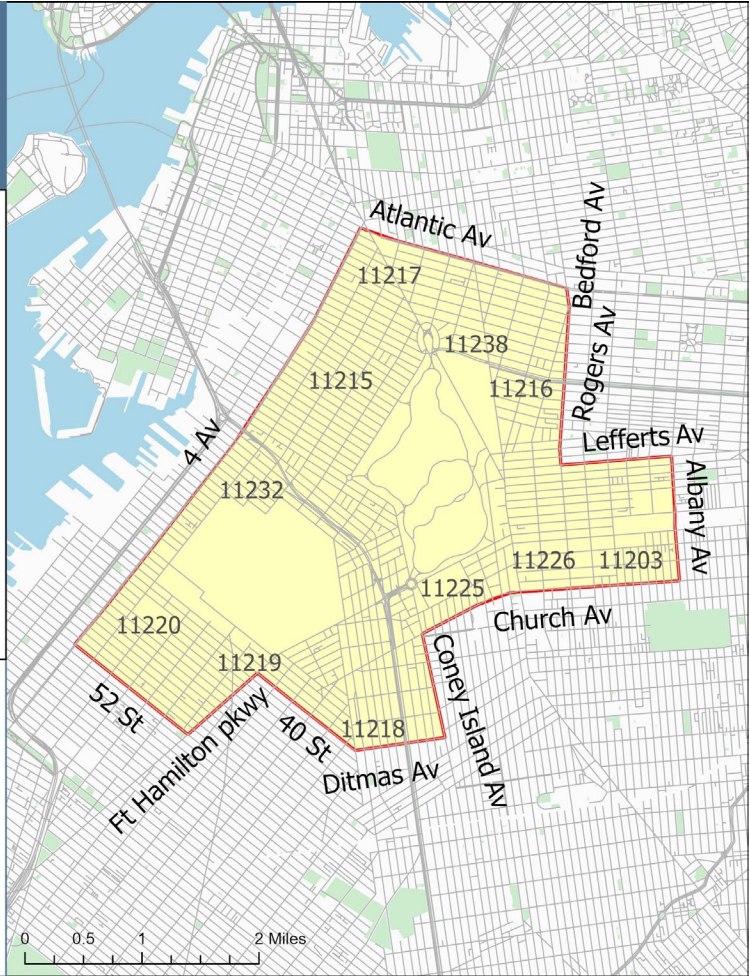 Atlantic Av
Bedford Av
11217
11238
Rogers Av
11215
11216
Lefferts Av
4 Av
Albany Av
11232
11226
11203
11225
Church Av
11220
11219
Coney Island Av
52 St
Ft Hamilton pkwy
40 St
11218
Ditmas Av
0 0.5 1 2 Miles